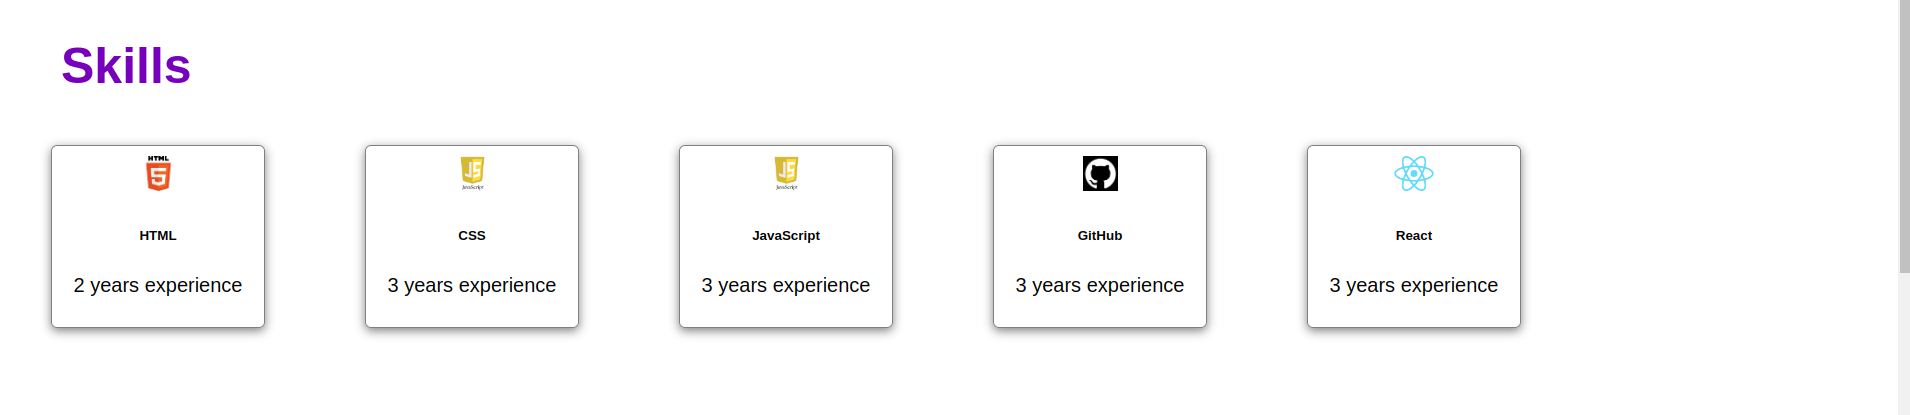 Skills
HTML
HTML
2 years experience
JS
JavaScript
CSS
3 years experience
JS
JavaScript
JavaScript
3 years experience
GitHub
3 years experience
React
3 years experience